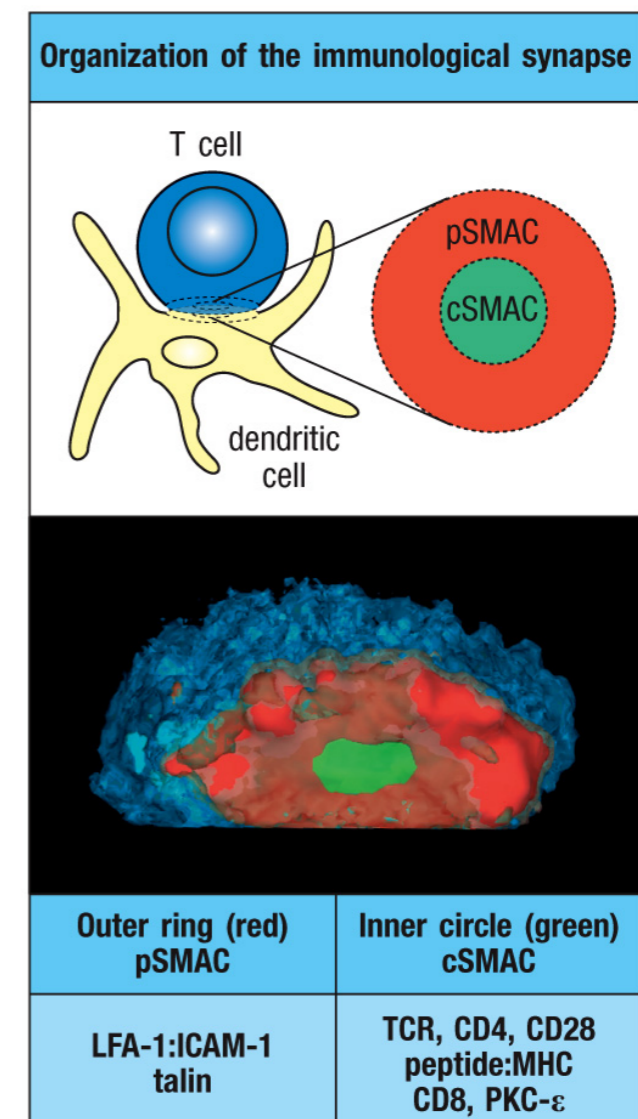 Organization of the immunological synapse
T cell
pSMAC
cSMAC
dendritic
cell
Outer ring (red)
pSMAC
Inner circle (green)
cSMAC
LFA-1:ICAM-1
talin
TCR, CD4, CD28
peptide:MHC
CD8, PKC-ε